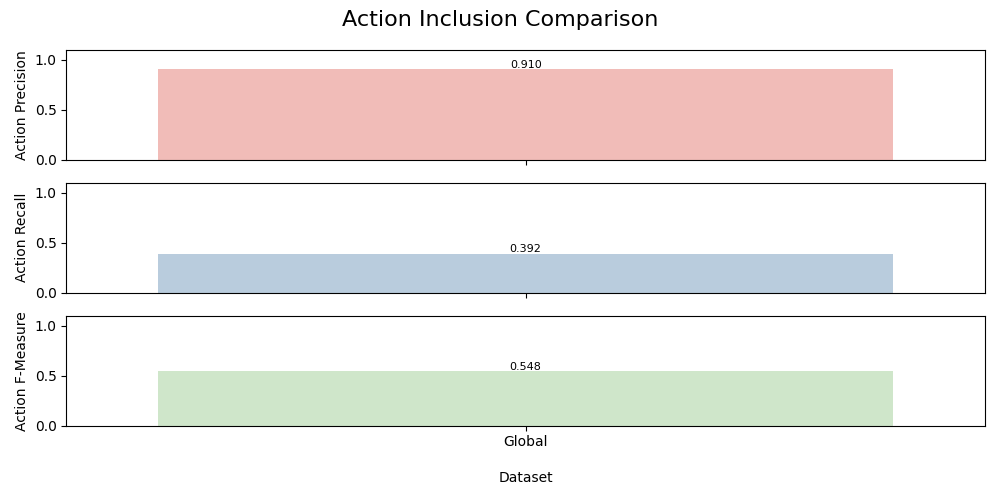 Action Inclusion Comparison
Action Precision
1.0
0.5
0.0
0.910
Action Recall
1.0
0.5
0.0
0.392
Action F-Measure
1.0
0.5
0.0
0.548
Global
Dataset